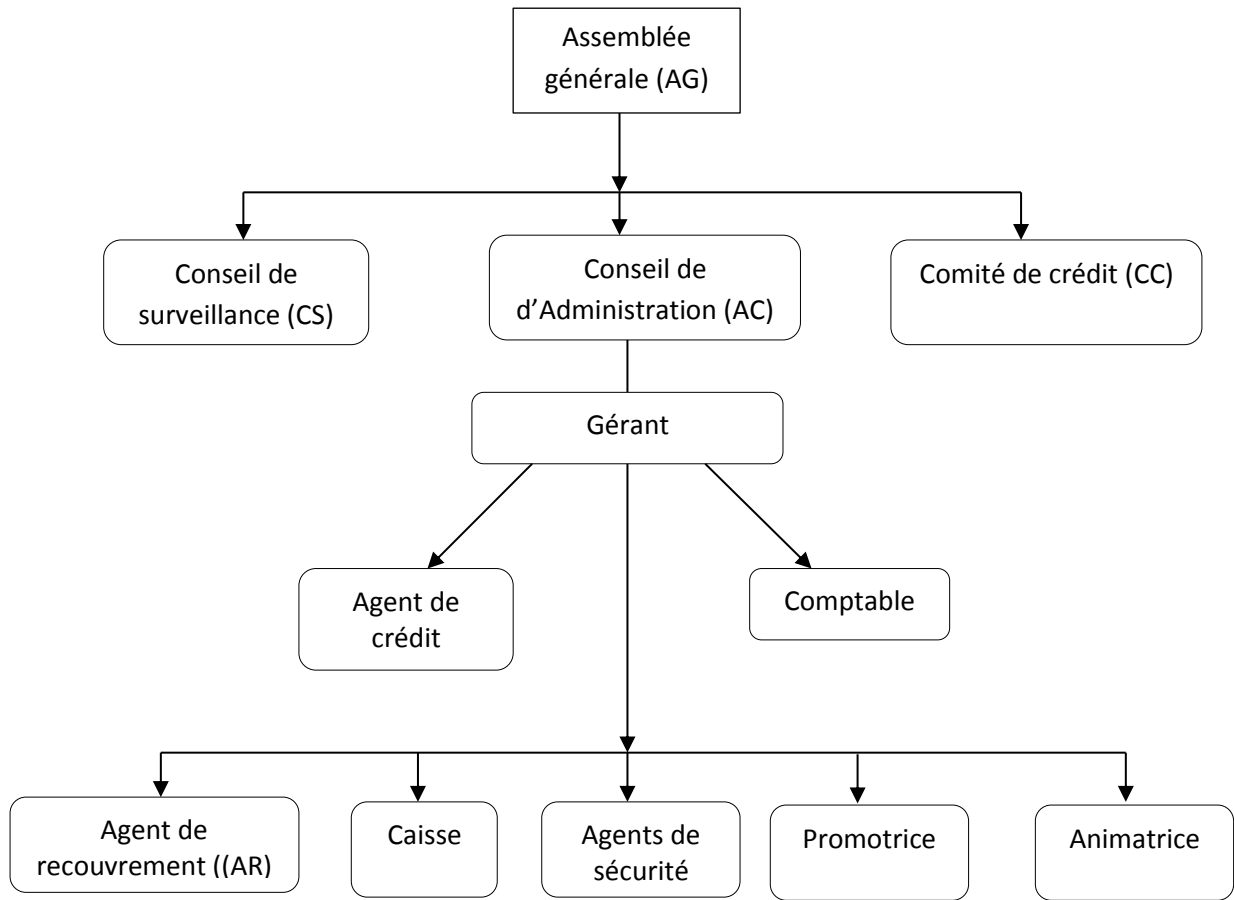 Assemblée
générale (AG)
Conseil de
surveillance (CS)
Conseil de
d’Administration (AC)
Comité de crédit (CC)
Gérant
Agent de
crédit
Comptable
Agent de
recouvrement ((AR)
Caisse
Agents de
sécurité
Promotrice
Animatrice